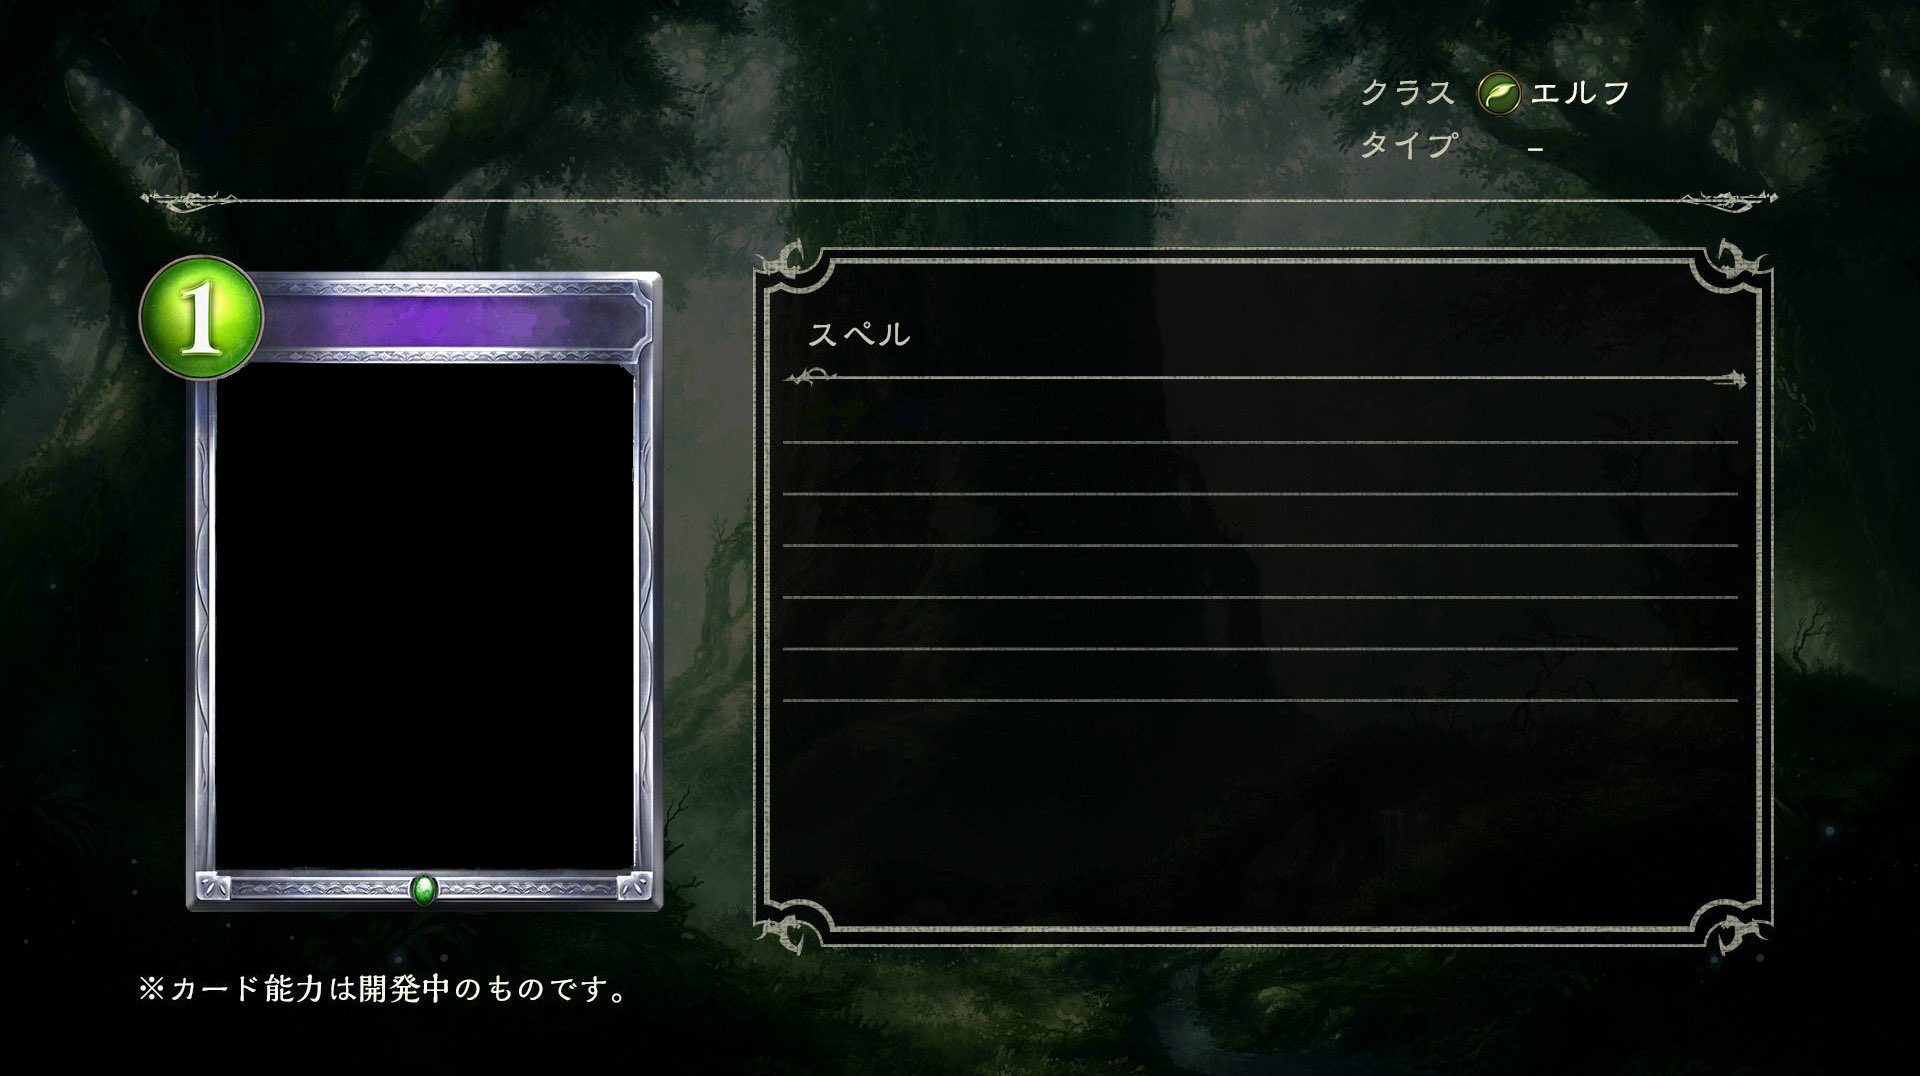 クラス エルフ
タイプ -
1
スペル
※カード能力は開発中のものです。